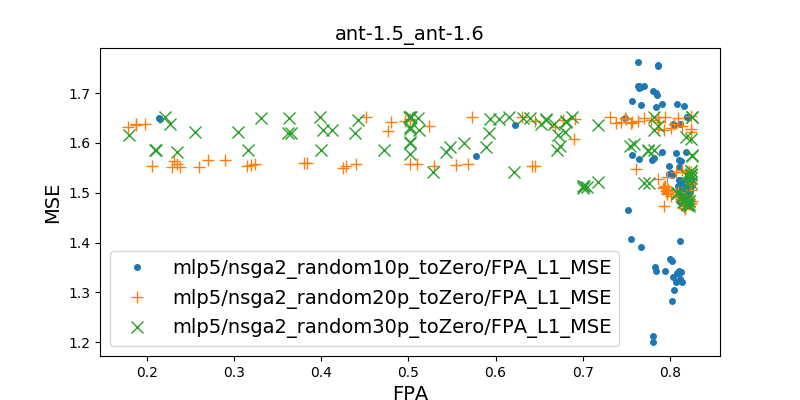 ant-1.5_ant-1.6
1.7
1.6
1.5
1.4
1.3
1.2
MSE
mlp5/nsga2_random10p_toZero/FPA_L1_MSE
mlp5/nsga2_random20p_toZero/FPA_L1_MSE
mlp5/nsga2_random30p_toZero/FPA_L1_MSE
0.2 0.3 0.4 0.5 0.6 0.7 0.8
FPA